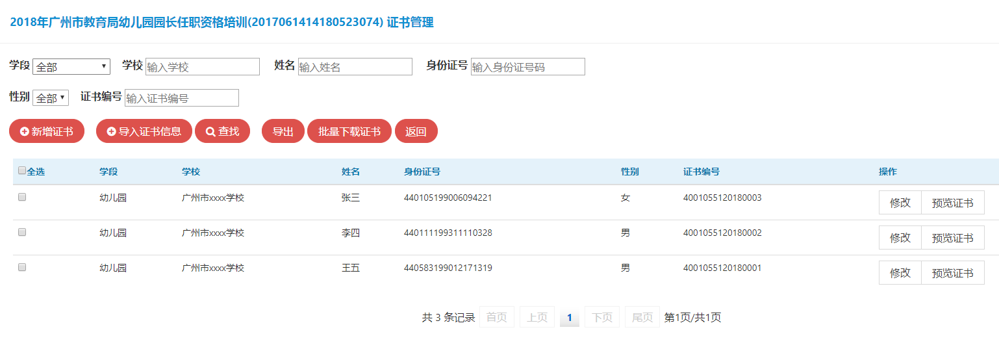 2018年广州市教育局幼儿园园长任职资格培训(2017061414180523074) 证书管理
学段 全部 学校 输入学校 姓名 输入姓名 身份证号 输入身份证号码
性别 全部 证书编号 输入证书编号
新增证书 导入证书信息 查找 导出 批量下载证书 返回
全选 学段 学校 姓名 身份证号 性别 证书编号 操作
幼儿园 广州市xxxx学校 张三 440105199006094221 女 4001055120180003 修改 预览证书
幼儿园 广州市xxxx学校 李四 440111199311110328 男 4001055120180002 修改 预览证书
幼儿园 广州市xxxx学校 王五 440583199012171319 男 4001055120180001 修改 预览证书
共 3 条记录 首页 上页 1 下页 尾页 第1页/共1页